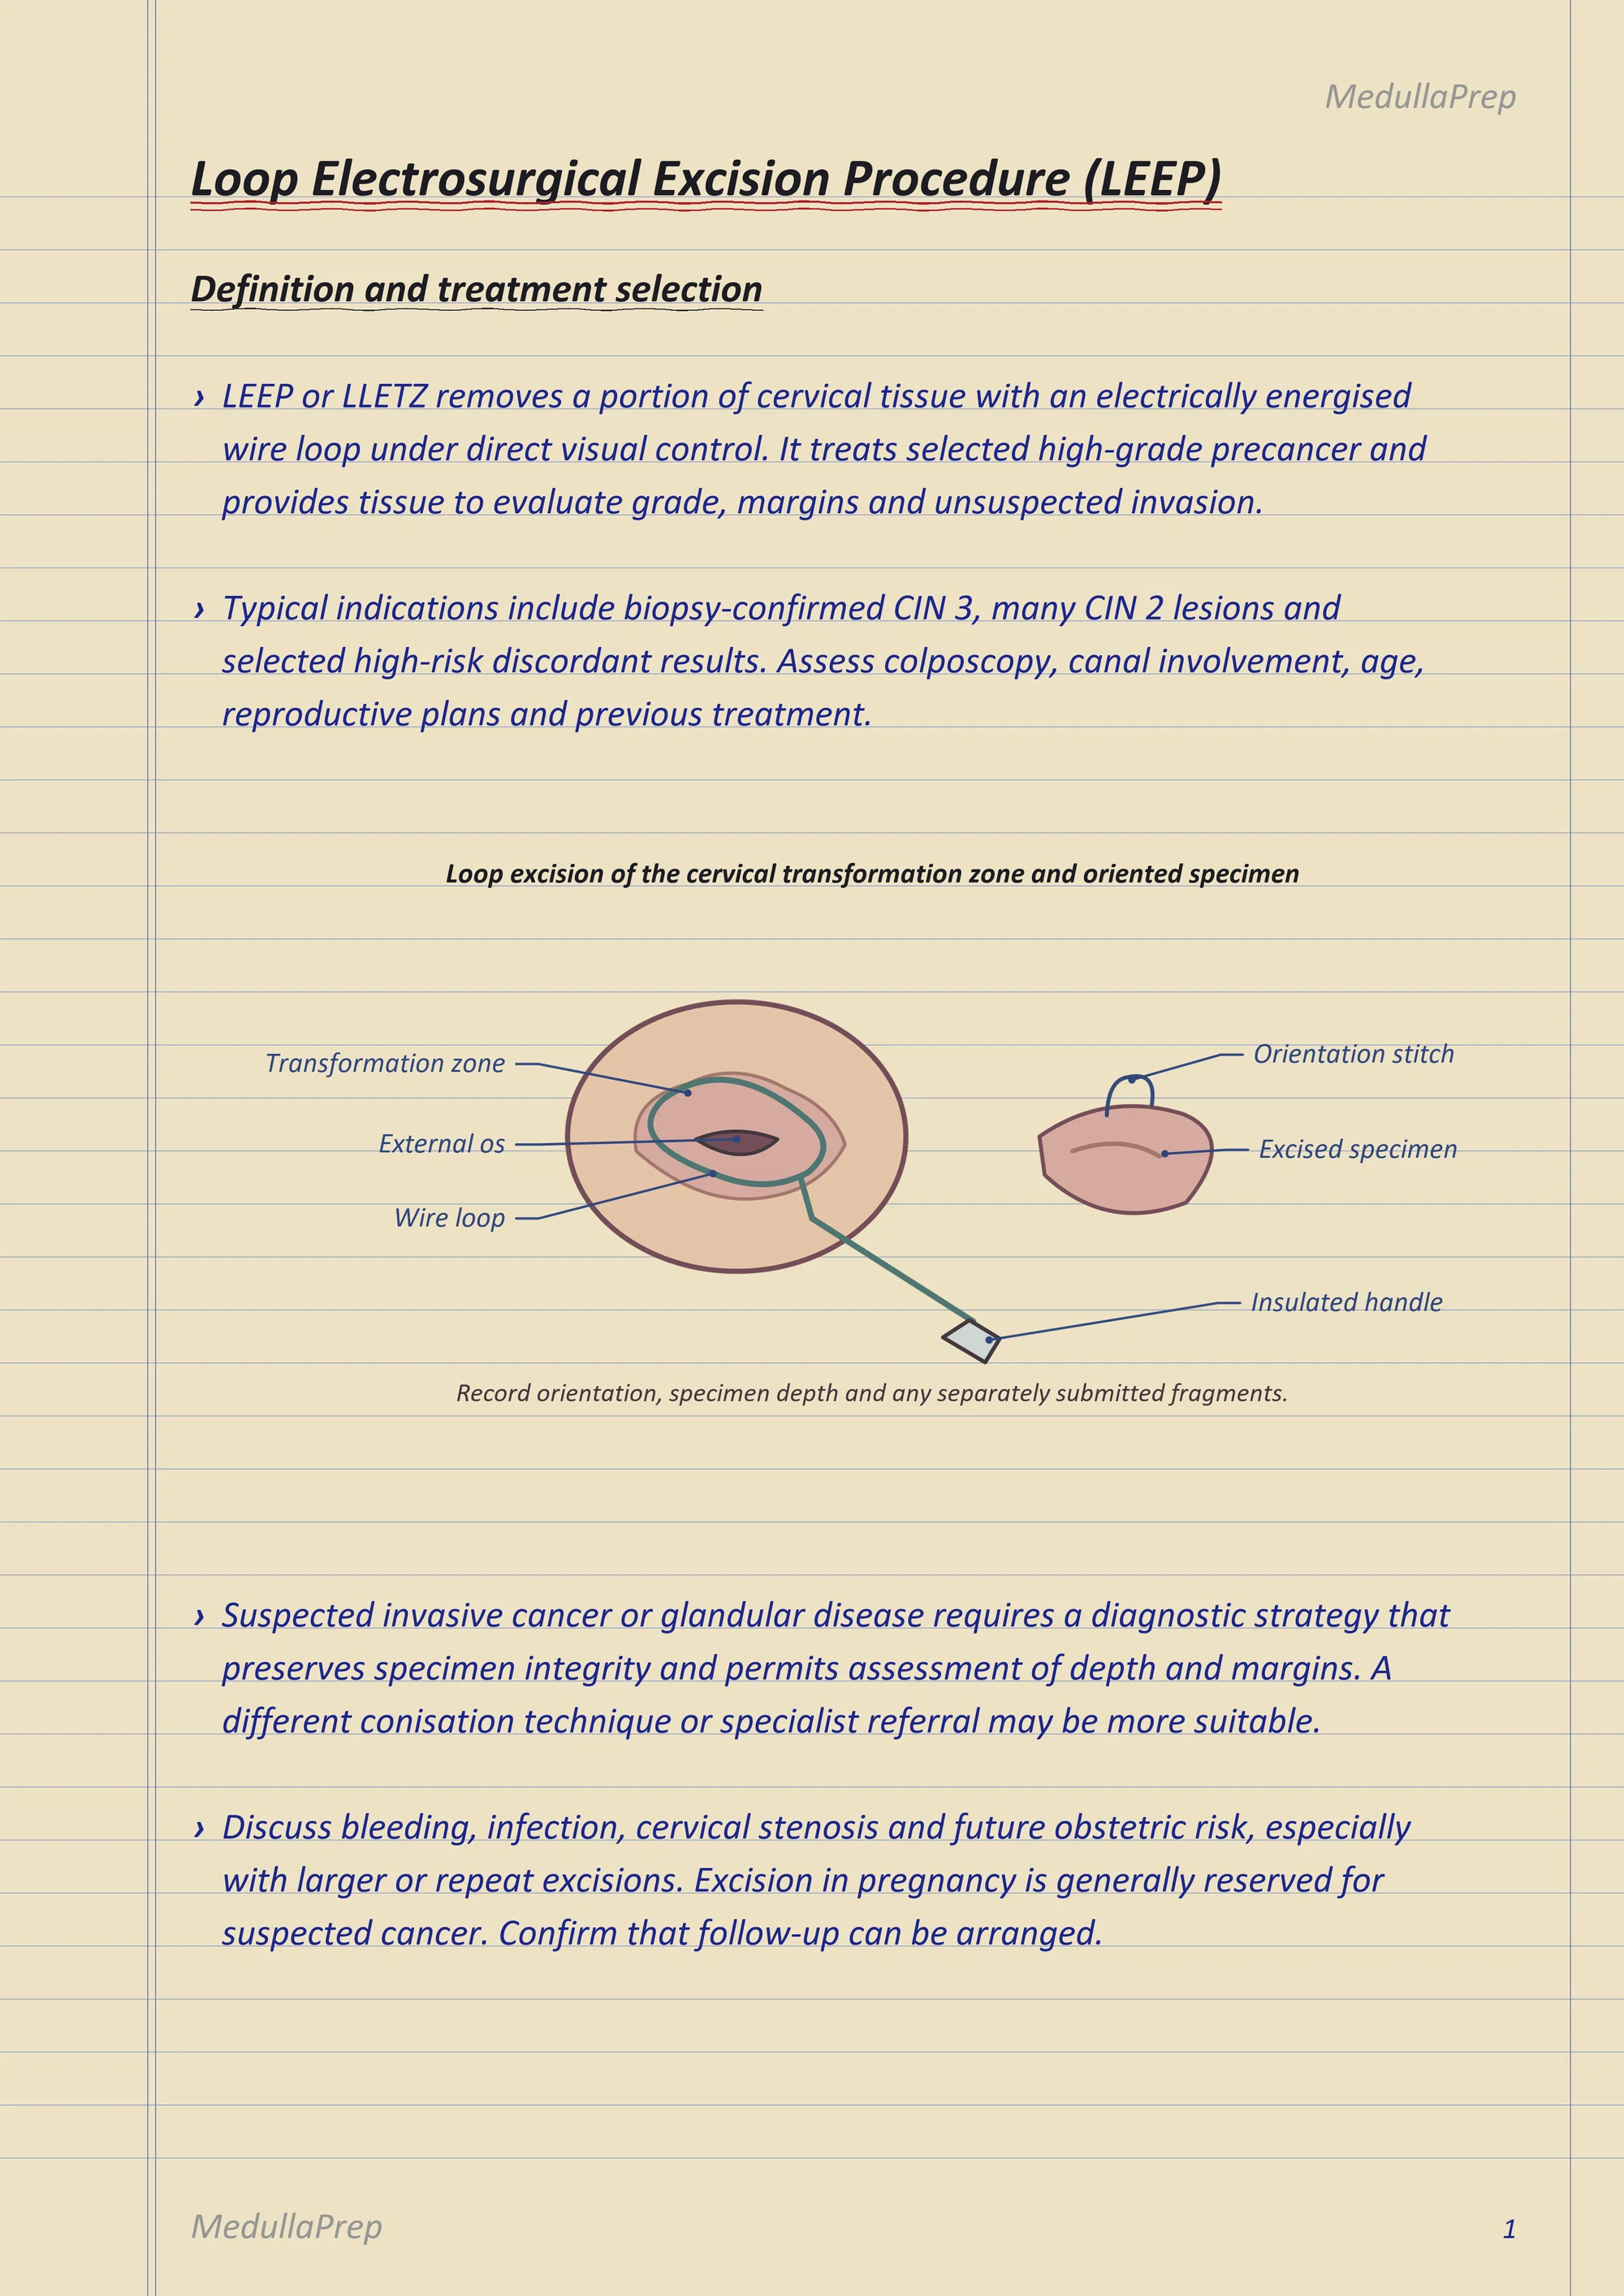 MedullaPrep
Loop Electrosurgical Excision Procedure (LEEP)
Definition and treatment selection
› LEEP or LLETZ removes a portion of cervical tissue with an electrically energised
wire loop under direct visual control. It treats selected high-grade precancer and
provides tissue to evaluate grade, margins and unsuspected invasion.
› Typical indications include biopsy-confirmed CIN 3, many CIN 2 lesions and
selected high-risk discordant results. Assess colposcopy, canal involvement, age,
reproductive plans and previous treatment.
Loop excision of the cervical transformation zone and oriented specimen
Transformation zone
External os
Wire loop
Orientation stitch
Excised specimen
Insulated handle
Record orientation, specimen depth and any separately submitted fragments.
› Suspected invasive cancer or glandular disease requires a diagnostic strategy that
preserves specimen integrity and permits assessment of depth and margins. A
different conisation technique or specialist referral may be more suitable.
› Discuss bleeding, infection, cervical stenosis and future obstetric risk, especially
with larger or repeat excisions. Excision in pregnancy is generally reserved for
suspected cancer. Confirm that follow-up can be arranged.
MedullaPrep
1